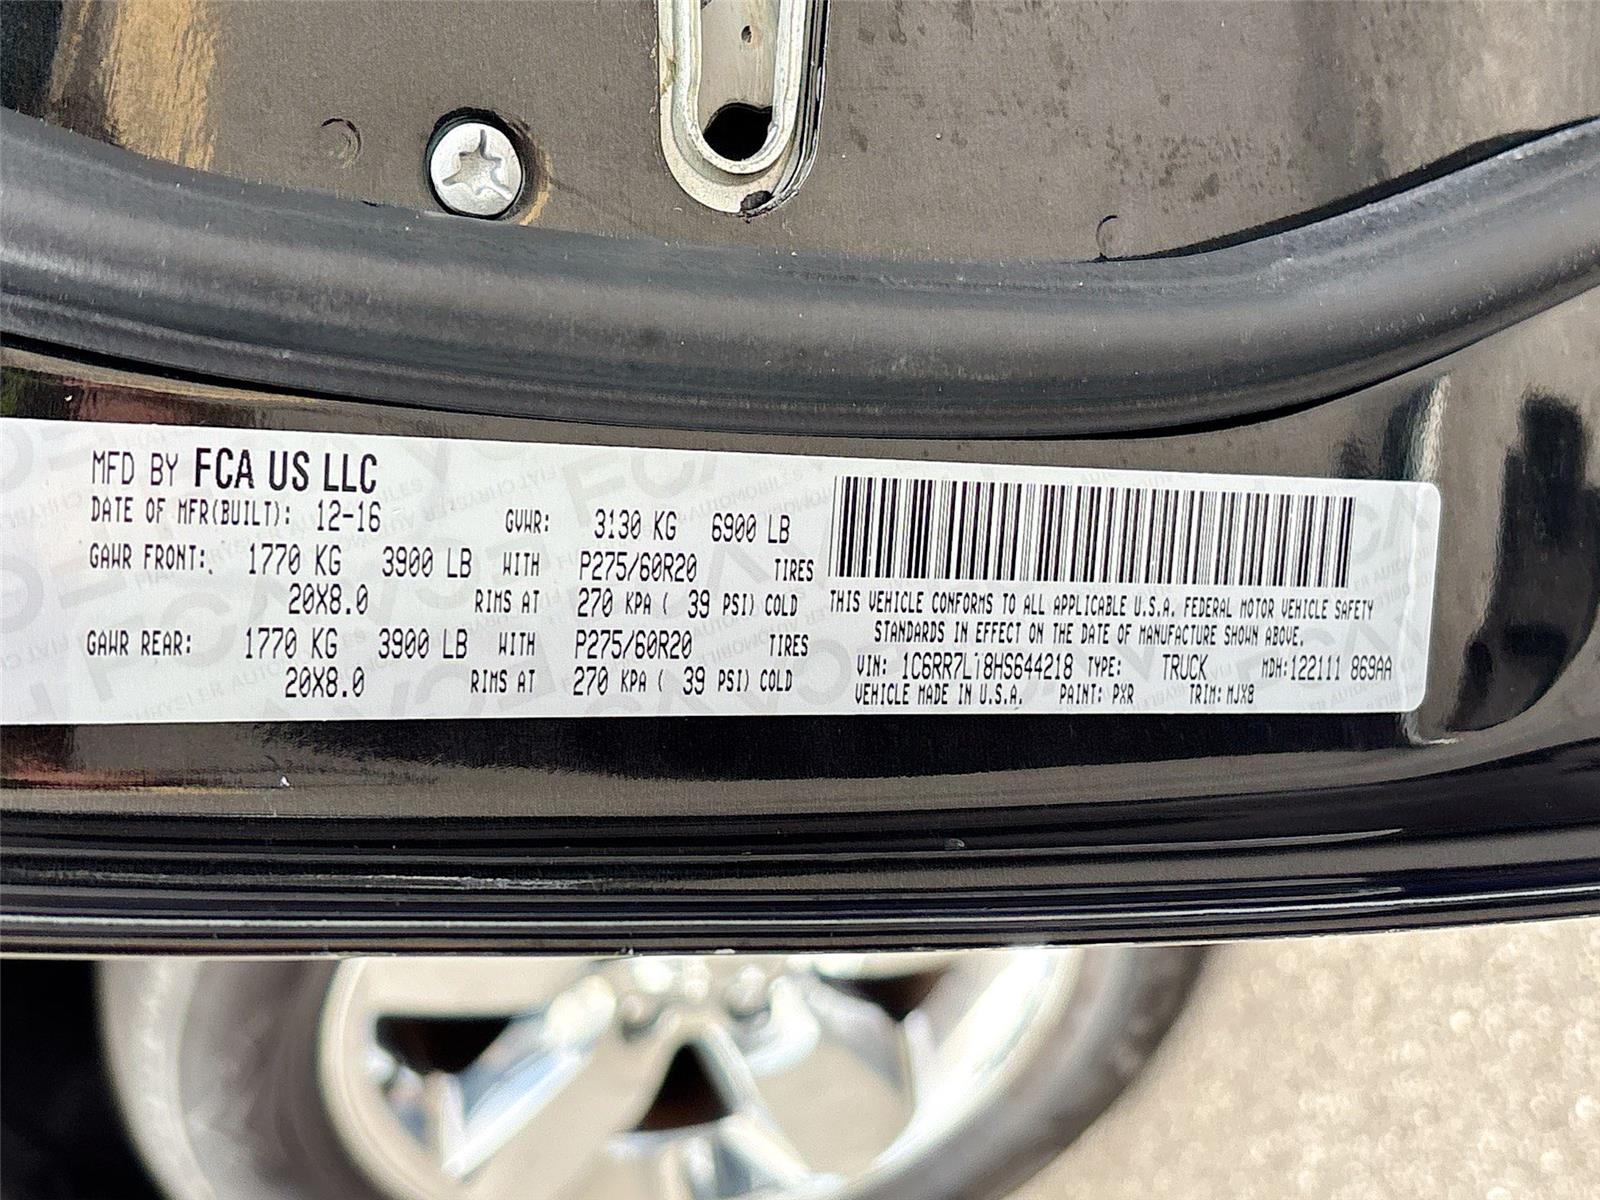 MFD BY FCA US LLC
DATE OF MFR(BUILT): 12-16 GVWR: 3130 KG 6900 LB
GAWR FRONT: 1770 KG 3900 LB WITH P275/60R20 TIRES
20X8.0 RIMS AT 270 KPA ( 39 PSI) COLD
GAWR REAR: 1770 KG 3900 LB WITH P275/60R20 TIRES
20X8.0 RIMS AT 270 KPA ( 39 PSI) COLD
THIS VEHICLE CONFORMS TO ALL APPLICABLE U.S.A. FEDERAL MOTOR VEHICLE SAFETY
STANDARDS IN EFFECT ON THE DATE OF MANUFACTURE SHOWN ABOVE.
VIN: 1C6RR7LT8HS644218 TYPE: TRUCK MDH:122111 869AA
VEHICLE MADE IN U.S.A. PAINT: PXR TRIM: MJX8